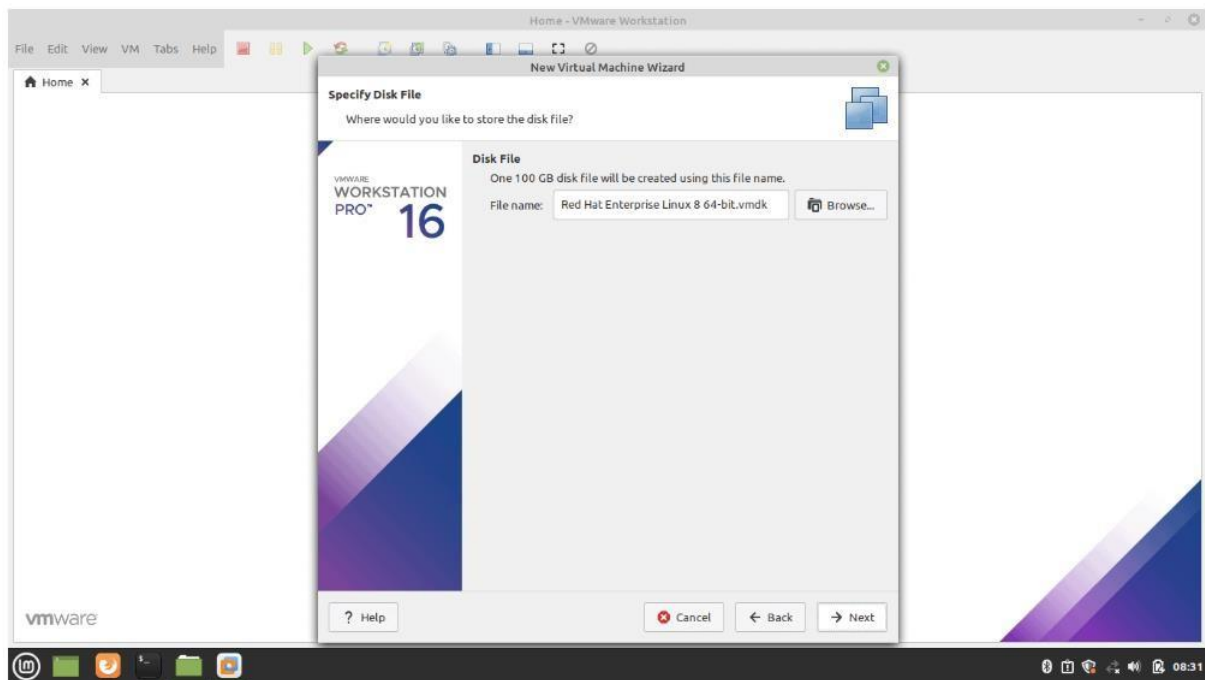 Home - VMware Workstation
File Edit View VM Tabs Help
Home
New Virtual Machine Wizard
Specify Disk File
Where would you like to store the disk file?
VMWARE
WORKSTATION
PRO™ 16
Disk File
One 100 GB disk file will be created using this file name.
File name: Red Hat Enterprise Linux 8 64-bit.vmdk Browse...
vmware
? Help Cancel Back Next
08:31